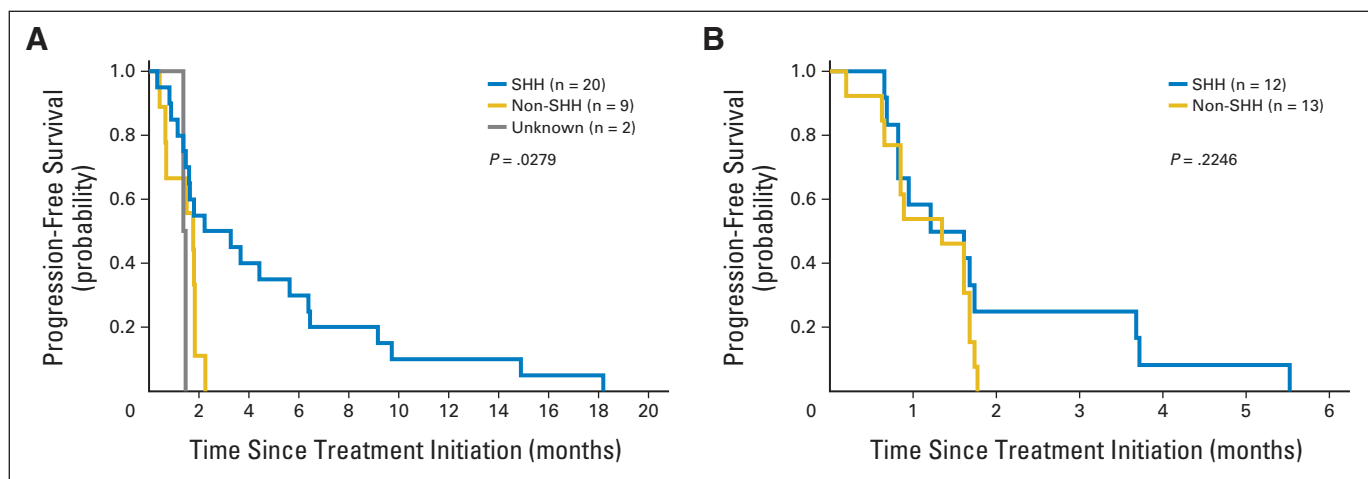 A
Progression-Free Survival
(probability)
1.0
0.8
0.6
0.4
0.2
0
2
4
6
8
10
12
14
16
18
20
Time Since Treatment Initiation (months)
SHH (n = 20)
Non-SHH (n = 9)
Unknown (n = 2)
P = .0279
B
Progression-Free Survival
(probability)
1.0
0.8
0.6
0.4
0.2
0
1
2
3
4
5
6
Time Since Treatment Initiation (months)
SHH (n = 12)
Non-SHH (n = 13)
P = .2246